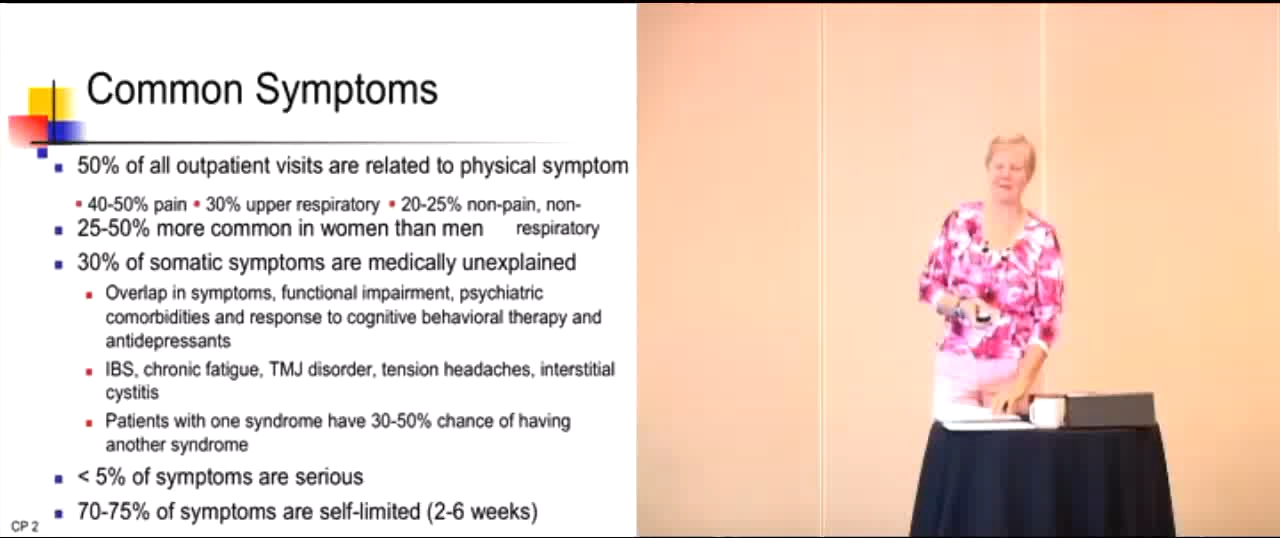 Common Symptoms
50% of all outpatient visits are related to physical symptom
40-50% pain • 30% upper respiratory • 20-25% non-pain, non-
respiratory
25-50% more common in women than men
30% of somatic symptoms are medically unexplained
Overlap in symptoms, functional impairment, psychiatric
comorbidities and response to cognitive behavioral therapy and
antidepressants
IBS, chronic fatigue, TMJ disorder, tension headaches, interstitial
cystitis
Patients with one syndrome have 30-50% chance of having
another syndrome
< 5% of symptoms are serious
70-75% of symptoms are self-limited (2-6 weeks)
CP 2